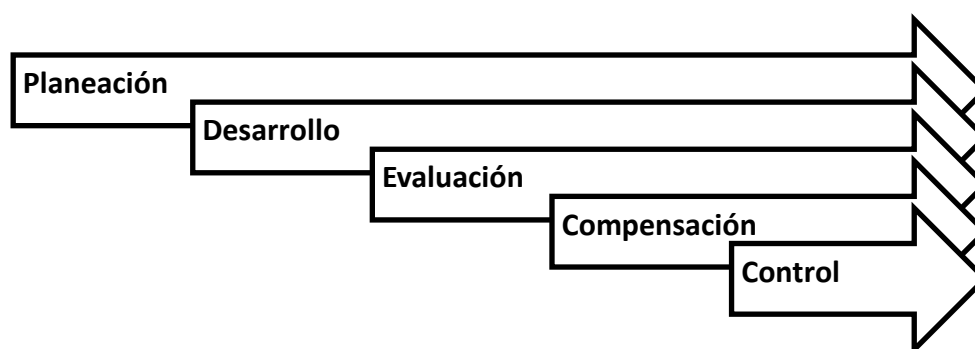 Planeación
Desarrollo
Evaluación
Compensación
Control